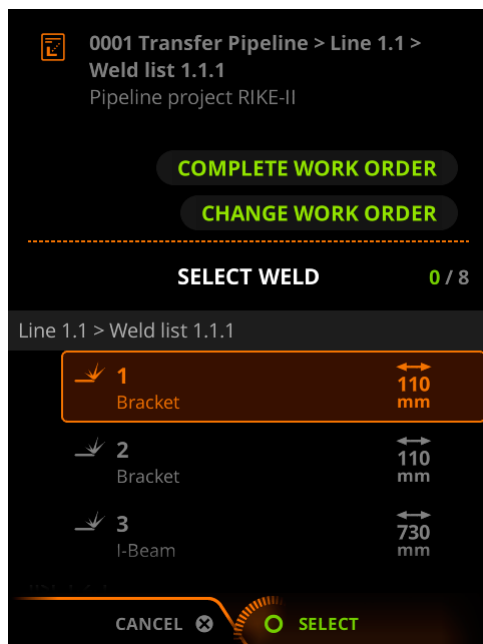 0001 Transfer Pipeline > Line 1.1 >
Weld list 1.1.1
Pipeline project RIKE-II
COMPLETE WORK ORDER
CHANGE WORK ORDER
SELECT WELD 0 / 8
Line 1.1 > Weld list 1.1.1
1 110
Bracket mm
2 110
Bracket mm
3 730
I-Beam mm
CANCEL SELECT